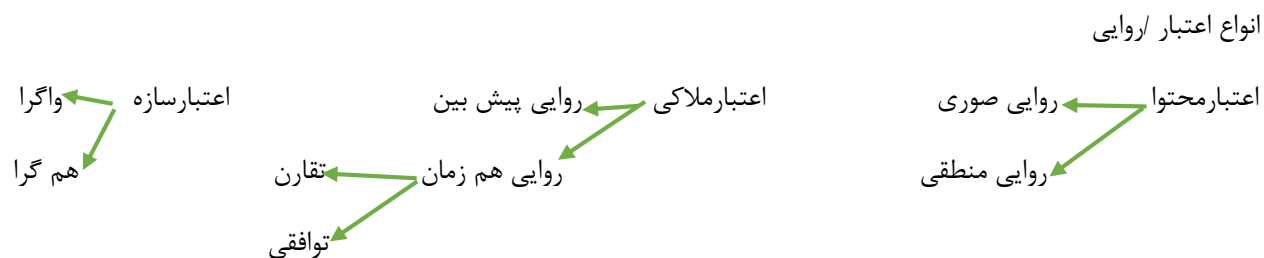 انواع اعتبار /روایی
اعتبارمحتوا روایی صوری اعتبارملاکی روایی پیش بین اعتبارسازه واگرا
روایی منطقی روایی هم زمان تقارن هم گرا
توافقی